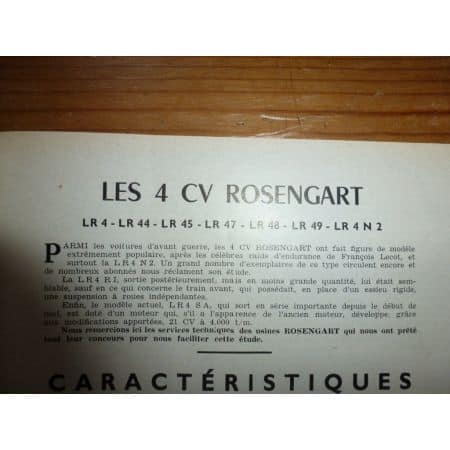 LES 4 CV ROSENGART
LR 4 - LR 44 - LR 45 - LR 47 - LR 48 - LR 49 - LR 4 N 2
PARMI les voitures d'avant guerre, les 4 CV ROSENGART ont fait figure de modèle
extrêmement populaire, après les célèbres raids d'endurance de François Lecot, et
surtout la LR4 N2. Un grand nombre d'exemplaires de ce type circulent encore et
de nombreux abonnés nous réclament son étude.
La LR4 RI, sortie postérieurement, mais en moins grande quantité, lui était sem-
blable, sauf en ce qui concerne le train avant, qui possédait, en place d'un essieu rigide,
une suspension à roues indépendantes.
Enfin, le modèle actuel, LR4 SA, qui sort en série importante depuis le début de
est doté d'un moteur qui, s'il a l'apparence de l'ancien moteur, développe, grâce
aux modifications apportées, 21 CV à 4.000 t/m.
Nous remercions ici les services techniques des usines ROSENGART qui nous ont prêté
tout leur concours pour nous faciliter cette étude.
CARACTÉRISTIQUES